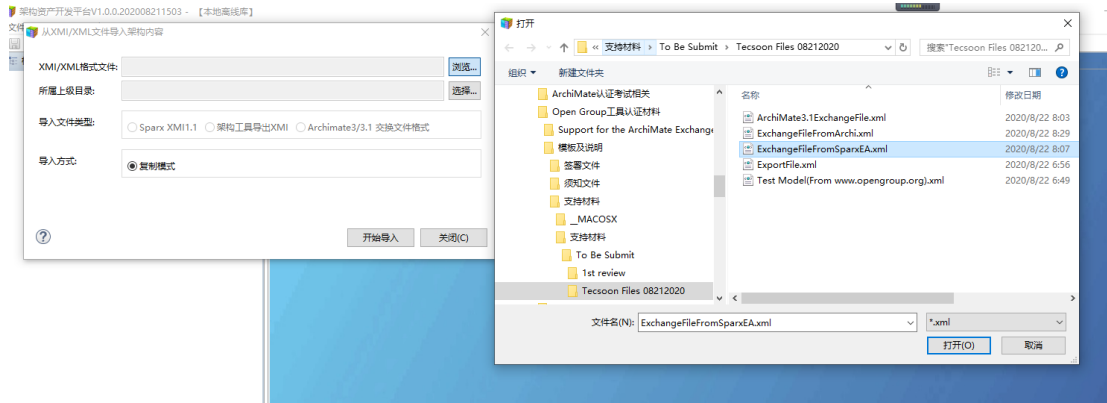 架构资产开发平台V1.0.0.202008211503 - 【本地离线库】
从XMI/XML文件导入架构内容
XMI/XML格式文件:
浏览...
所属上级目录:
选择...
导入文件类型:
Sparx XMI1.1 架构工具导出XMI Archimate3/3.1 交换文件格式
导入方式:
复制模式
开始导入 关闭(C)
打开
« 支持材料 › To Be Submit › Tecsoon Files 08212020
搜索"Tecsoon Files 082120...
组织 新建文件夹
ArchiMate认证考试相关
Open Group工具认证材料
Support for the ArchiMate Exchange
模板及说明
签署文件
须知文件
支持材料
__MACOSX
支持材料
To Be Submit
1st review
Tecsoon Files 08212020
名称 修改日期
ArchiMate3.1ExchangeFile.xml 2020/8/22 8:03
ExchangeFileFromArchi.xml 2020/8/22 8:29
ExchangeFileFromSparxEA.xml 2020/8/22 8:07
ExportFile.xml 2020/8/22 6:56
Test Model(From www.opengroup.org).xml 2020/8/22 6:49
文件名(N): ExchangeFileFromSparxEA.xml *.xml
打开(O) 取消